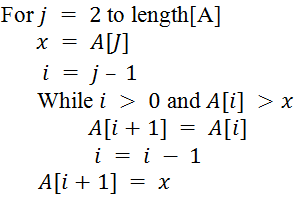 For j = 2 to length[A]
x = A[J]
i = j − 1
While i > 0 and A[i] > x
A[i + 1] = A[i]
i = i − 1
A[i + 1] = x